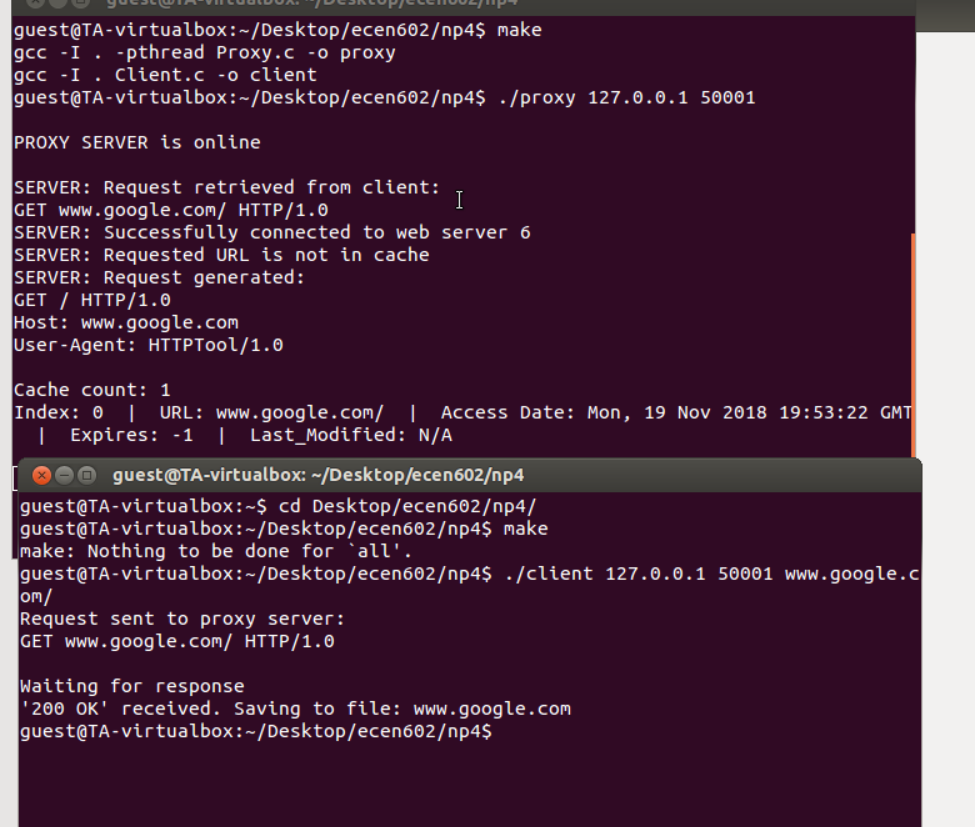 guest@TA-virtualbox: ~/Desktop/ecen602/np4
guest@TA-virtualbox:~/Desktop/ecen602/np4$ make
gcc -I . -pthread Proxy.c -o proxy
gcc -I . Client.c -o client
guest@TA-virtualbox:~/Desktop/ecen602/np4$ ./proxy 127.0.0.1 50001
PROXY SERVER is online
SERVER: Request retrieved from client:
GET www.google.com/ HTTP/1.0
SERVER: Successfully connected to web server 6
SERVER: Requested URL is not in cache
SERVER: Request generated:
GET / HTTP/1.0
Host: www.google.com
User-Agent: HTTPTool/1.0
Cache count: 1
Index: 0  |  URL: www.google.com/  |  Access Date: Mon, 19 Nov 2018 19:53:22 GMT
  |  Expires: -1  |  Last_Modified: N/A
guest@TA-virtualbox: ~/Desktop/ecen602/np4
guest@TA-virtualbox:~$ cd Desktop/ecen602/np4/
guest@TA-virtualbox:~/Desktop/ecen602/np4$ make
make: Nothing to be done for `all'.
guest@TA-virtualbox:~/Desktop/ecen602/np4$ ./client 127.0.0.1 50001 www.google.c
om/
Request sent to proxy server:
GET www.google.com/ HTTP/1.0
Waiting for response
'200 OK' received. Saving to file: www.google.com
guest@TA-virtualbox:~/Desktop/ecen602/np4$